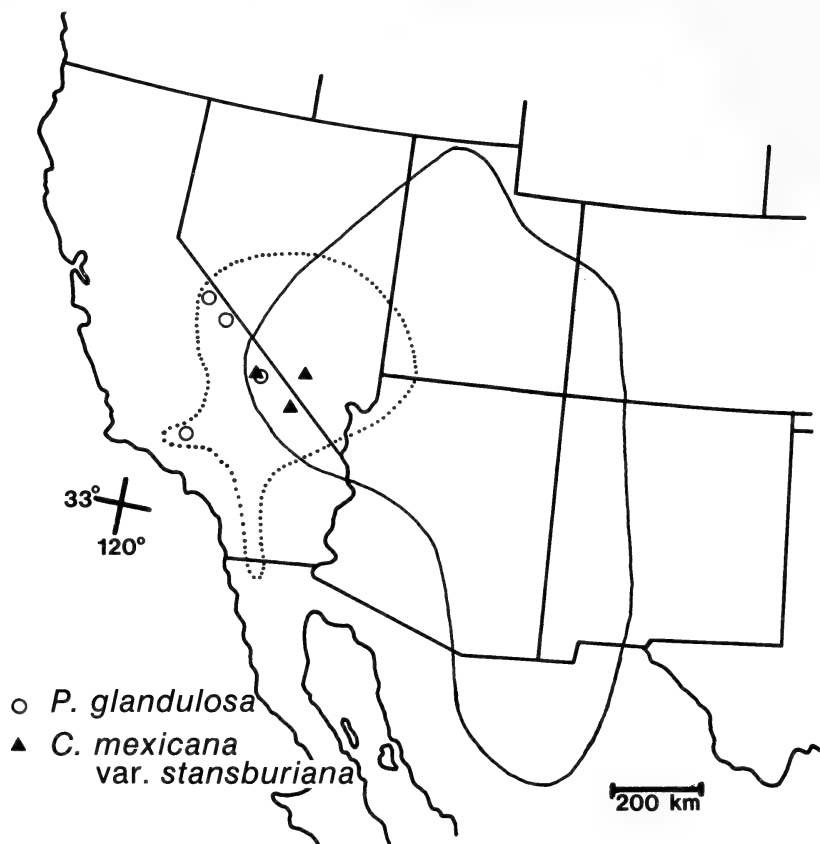 33°
120°
P. glandulosa
C. mexicana
var. stansburiana
200 km